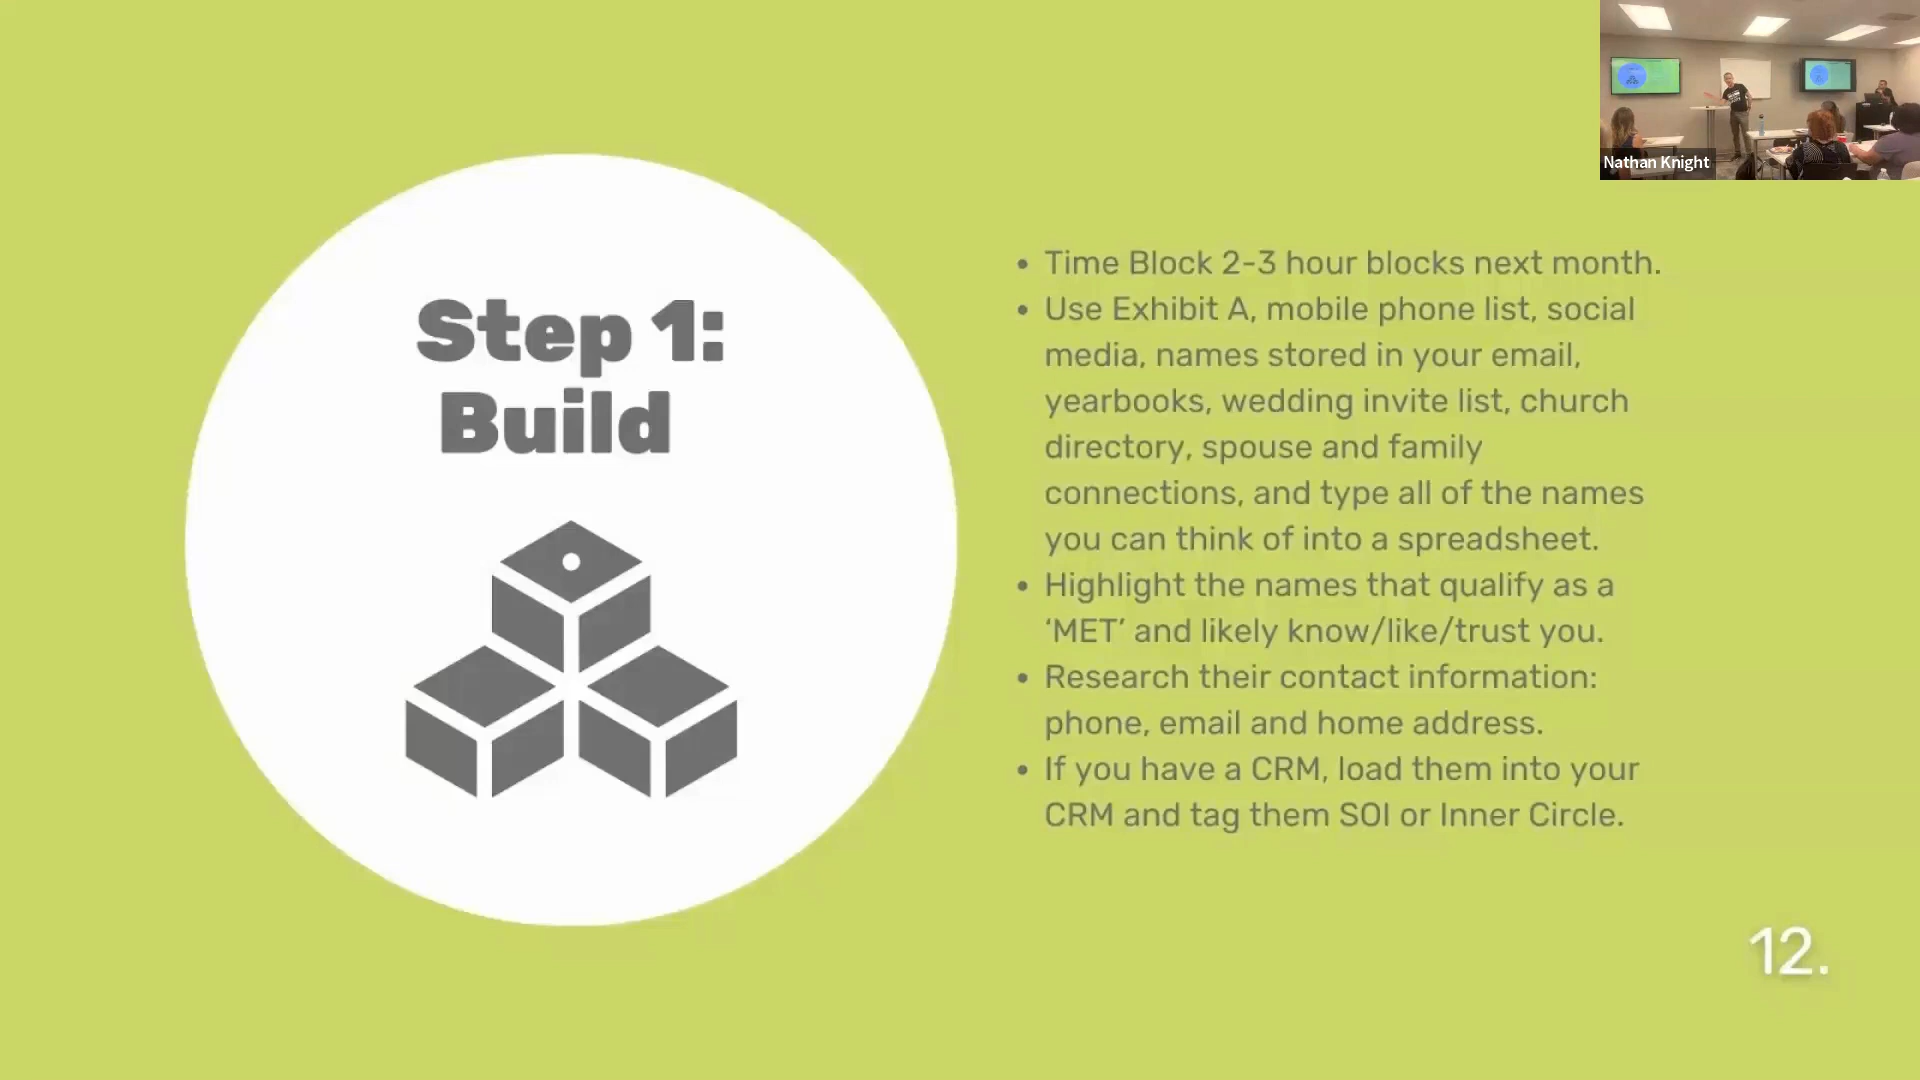 Nathan Knight
Step 1:
Build
• Time Block 2-3 hour blocks next month.
• Use Exhibit A, mobile phone list, social
media, names stored in your email,
yearbooks, wedding invite list, church
directory, spouse and family
connections, and type all of the names
you can think of into a spreadsheet.
• Highlight the names that qualify as a
‘MET’ and likely know/like/trust you.
• Research their contact information:
phone, email and home address.
• If you have a CRM, load them into your
CRM and tag them SOI or Inner Circle.
12.